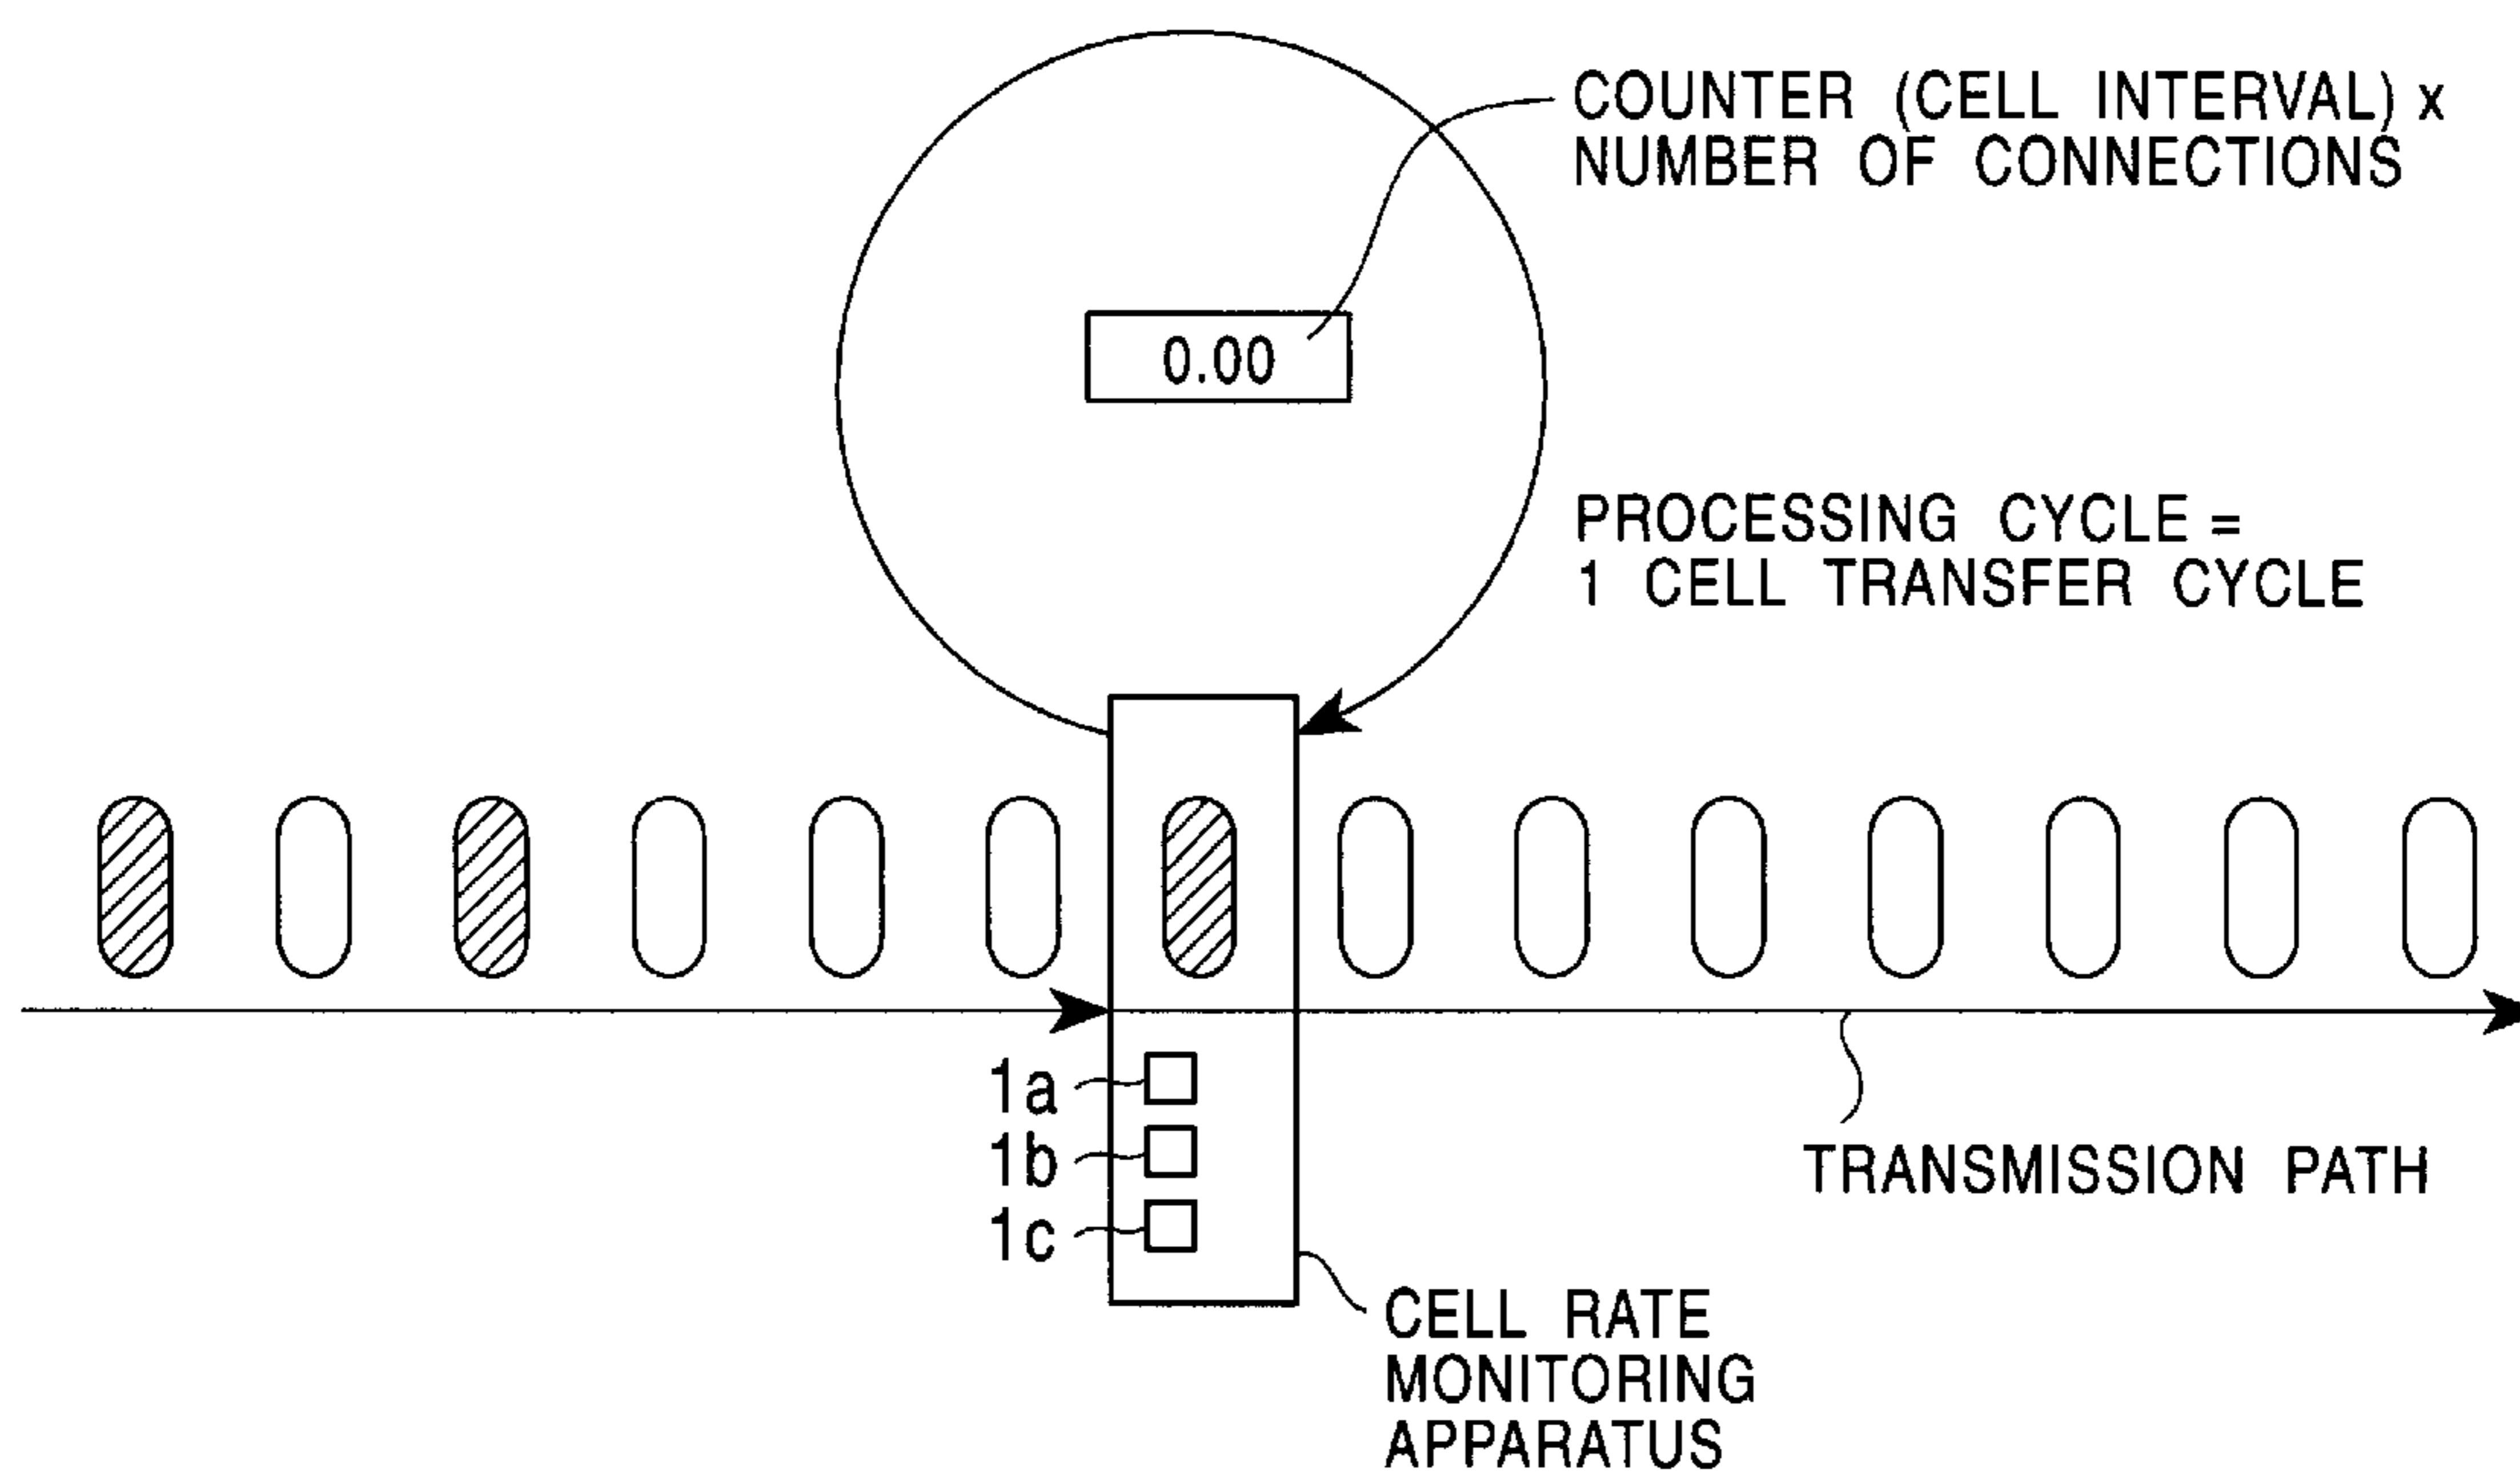 COUNTER (CELL INTERVAL) x
NUMBER OF CONNECTIONS
0.00
PROCESSING CYCLE =
1 CELL TRANSFER CYCLE
1a
1b
1c
TRANSMISSION PATH
CELL RATE
MONITORING
APPARATUS